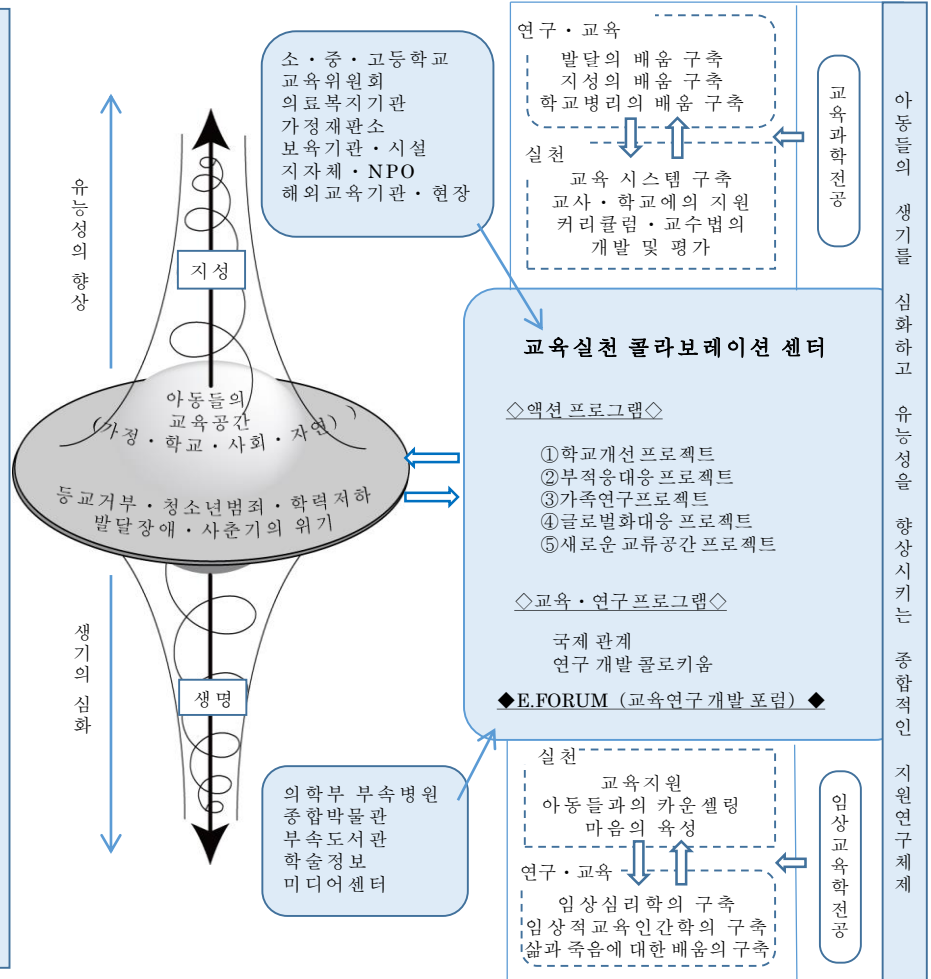 유능성의 향상
생기의 심화
지성
아동들의
교육공간
(가정・학교・사회・자연)
등교거부・청소년범죄・학력저하
발달장애・사춘기의 위기
생명
소・중・고등학교
교육위원회
의료복지기관
가정재판소
보육기관・시설
지자체・NPO
해외교육기관・현장
의학부 부속병원
종합박물관
부속도서관
학술정보
미디어센터
연구・교육
발달의 배움 구축
지성의 배움 구축
학교병리의 배움 구축
실천
교육 시스템 구축
교사・학교에의 지원
커리큘럼・교수법의
개발 및 평가
교육과학전공
교육실천 콜라보레이션 센터
◇액션 프로그램◇
①학교개선 프로젝트
②부적응대응 프로젝트
③가족연구프로젝트
④글로벌화대응 프로젝트
⑤새로운 교류공간 프로젝트
◇교육・연구 프로그램◇
국제 관계
연구 개발 콜로키움
◆E.FORUM (교육연구 개발 포럼) ◆
실천
교육지원
아동들과의 카운셀링
마음의 육성
연구・교육
임상심리학의 구축
임상적교육인간학의 구축
삶과 죽음에 대한 배움의 구축
임상교육학전공
아동들의 생기를 심화하고 유능성을 향상시키는 종합적인 지원연구체제